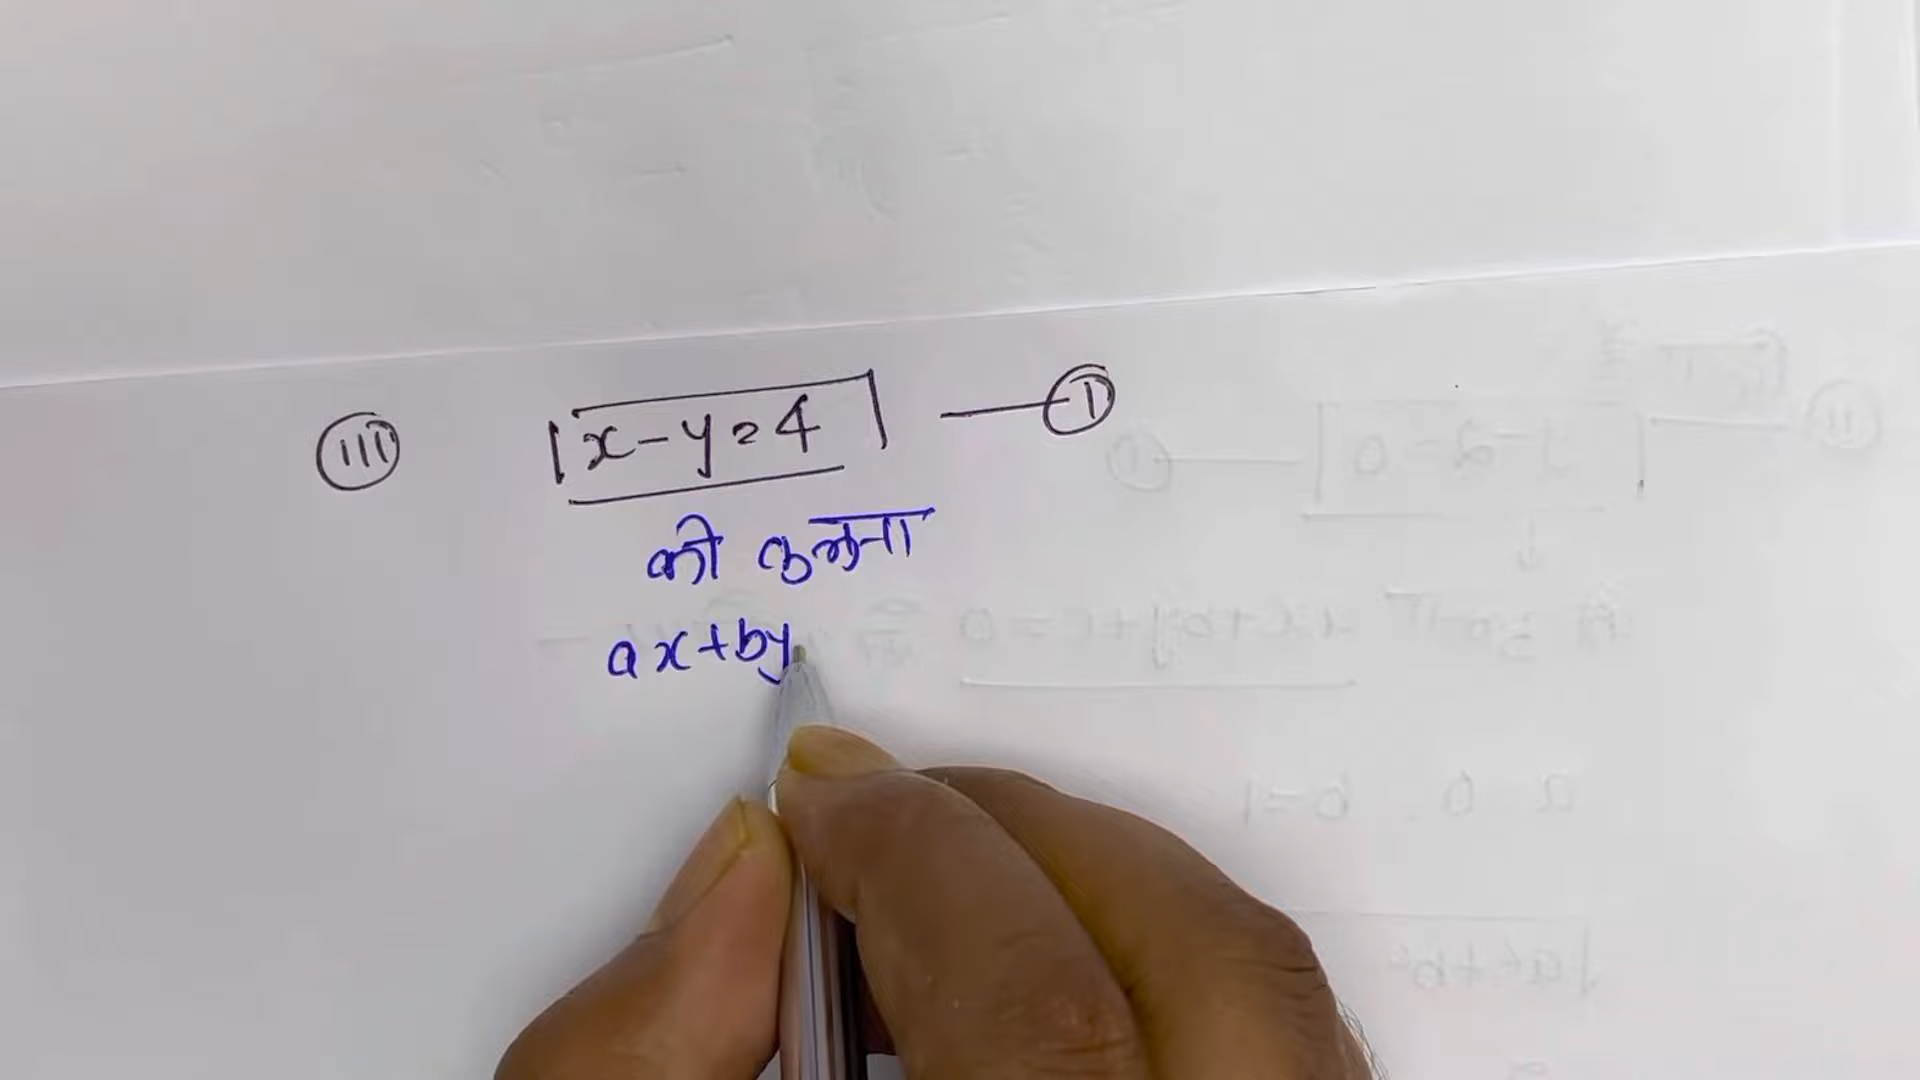 (III) x-y=4 — (1)
की तुलना
ax+by